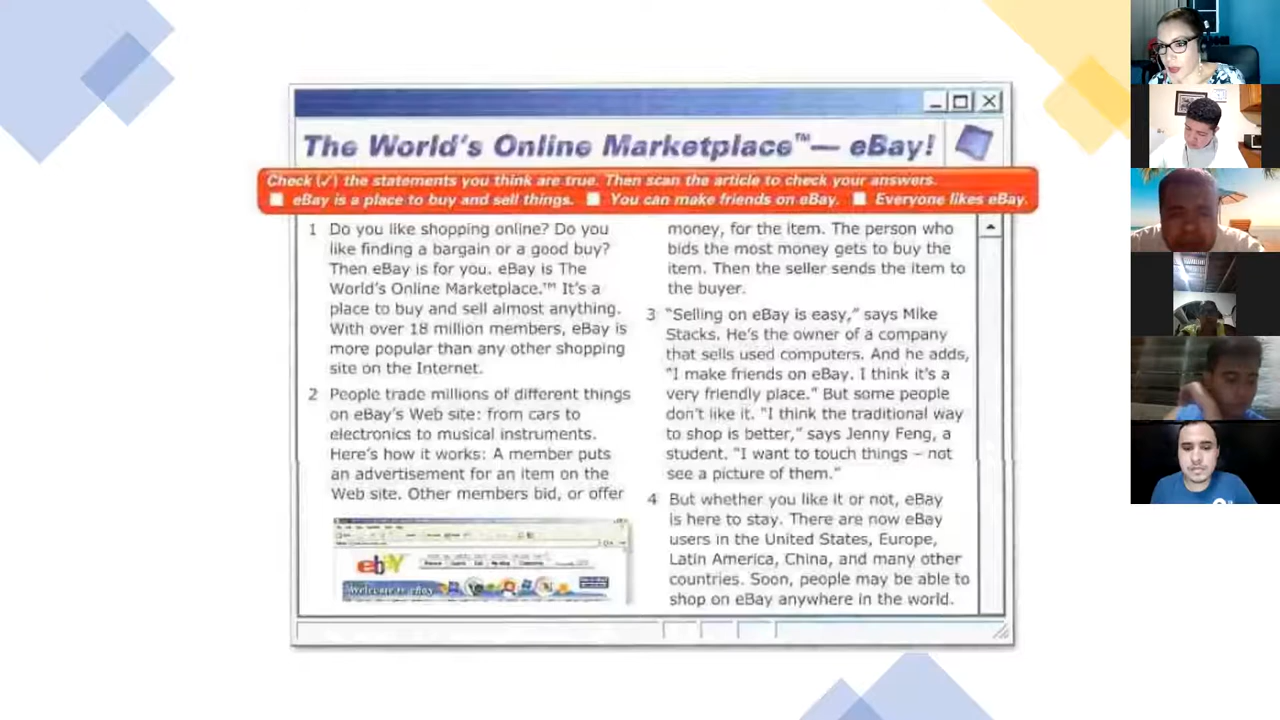 The World's Online Marketplace™— eBay!
Check (✓) the statements you think are true. Then scan the article to check your answers.
eBay is a place to buy and sell things. You can make friends on eBay. Everyone likes eBay.
1 Do you like shopping online? Do you
like finding a bargain or a good buy?
Then eBay is for you. eBay is The
World's Online Marketplace.™ It's a
place to buy and sell almost anything.
With over 18 million members, eBay is
more popular than any other shopping
site on the Internet.
2 People trade millions of different things
on eBay's Web site: from cars to
electronics to musical instruments.
Here's how it works: A member puts
an advertisement for an item on the
Web site. Other members bid, or offer
ebY
Welcome to eBay
money, for the item. The person who
bids the most money gets to buy the
item. Then the seller sends the item to
the buyer.
3 "Selling on eBay is easy," says Mike
Stacks. He's the owner of a company
that sells used computers. And he adds,
"I make friends on eBay. I think it's a
very friendly place." But some people
don't like it. "I think the traditional way
to shop is better," says Jenny Feng, a
student. "I want to touch things – not
see a picture of them."
4 But whether you like it or not, eBay
is here to stay. There are now eBay
users in the United States, Europe,
Latin America, China, and many other
countries. Soon, people may be able to
shop on eBay anywhere in the world.